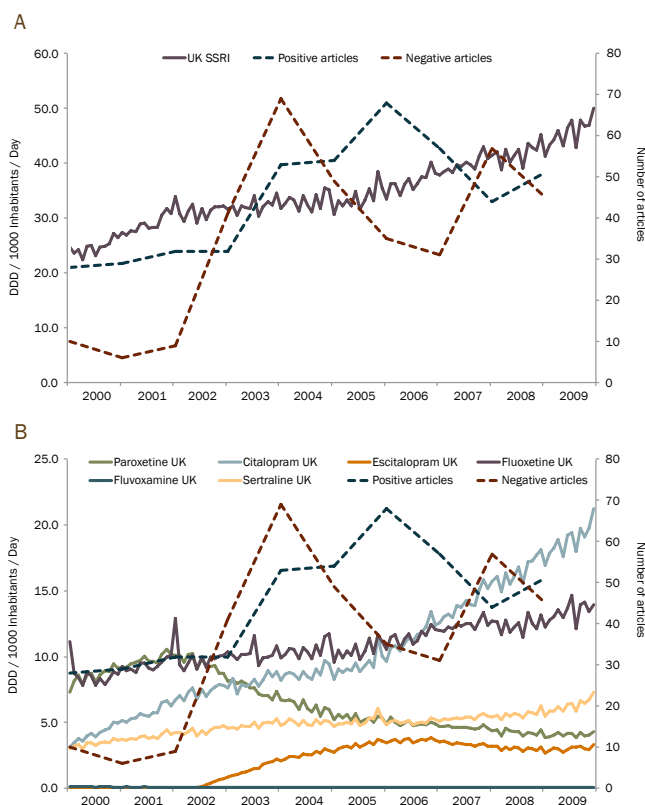 A
60.0
50.0
40.0
30.0
20.0
10.0
0.0
DDD / 1000 Inhabitants / Day
UK SSRI Positive articles Negative articles
80
70
60
50
40
30
20
10
0
Number of articles
2000 2001 2002 2003 2004 2005 2006 2007 2008 2009
B
25.0
20.0
15.0
10.0
5.0
0.0
DDD / 1000 Inhabitants / Day
Paroxetine UK Citalopram UK Escitalopram UK Fluoxetine UK
Fluvoxamine UK Sertraline UK Positive articles Negative articles
80
70
60
50
40
30
20
10
0
Number of articles
2000 2001 2002 2003 2004 2005 2006 2007 2008 2009